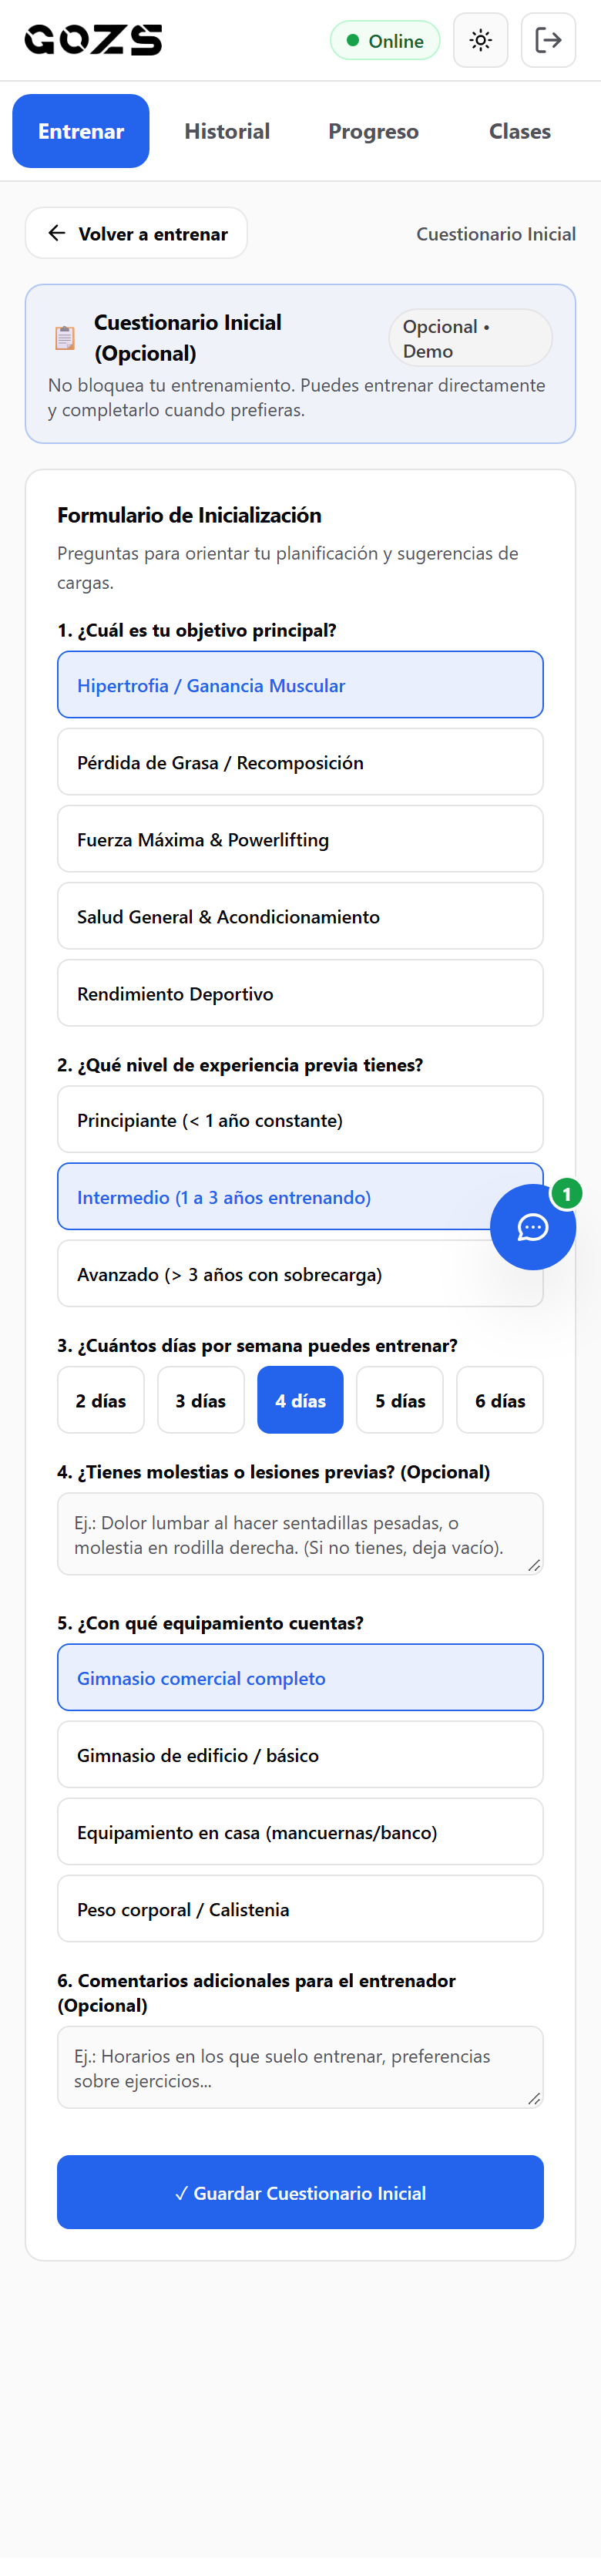 GOZS
Online
Entrenar
Historial
Progreso
Clases
Volver a entrenar
Cuestionario Inicial
Cuestionario Inicial
(Opcional)
Opcional •
Demo
No bloquea tu entrenamiento. Puedes entrenar directamente
y completarlo cuando prefieras.
Formulario de Inicialización
Preguntas para orientar tu planificación y sugerencias de
cargas.
1. ¿Cuál es tu objetivo principal?
Hipertrofia / Ganancia Muscular
Pérdida de Grasa / Recomposición
Fuerza Máxima & Powerlifting
Salud General & Acondicionamiento
Rendimiento Deportivo
2. ¿Qué nivel de experiencia previa tienes?
Principiante (< 1 año constante)
Intermedio (1 a 3 años entrenando)
1
Avanzado (> 3 años con sobrecarga)
3. ¿Cuántos días por semana puedes entrenar?
2 días
3 días
4 días
5 días
6 días
4. ¿Tienes molestias o lesiones previas? (Opcional)
Ej.: Dolor lumbar al hacer sentadillas pesadas, o
molestia en rodilla derecha. (Si no tienes, deja vacío).
5. ¿Con qué equipamiento cuentas?
Gimnasio comercial completo
Gimnasio de edificio / básico
Equipamiento en casa (mancuernas/banco)
Peso corporal / Calistenia
6. Comentarios adicionales para el entrenador
(Opcional)
Ej.: Horarios en los que suelo entrenar, preferencias
sobre ejercicios...
✓ Guardar Cuestionario Inicial